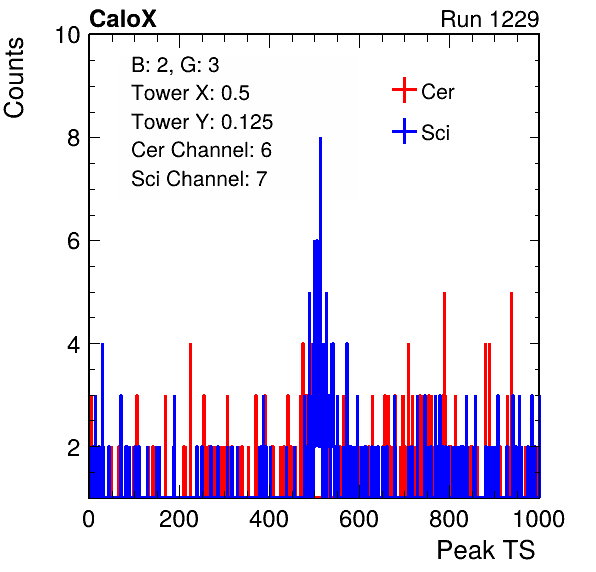 CaloX Run 1229
Counts
10
8
6
4
2
B: 2, G: 3
Tower X: 0.5
Tower Y: 0.125
Cer Channel: 6
Sci Channel: 7
Cer
Sci
0 200 400 600 800 1000
Peak TS